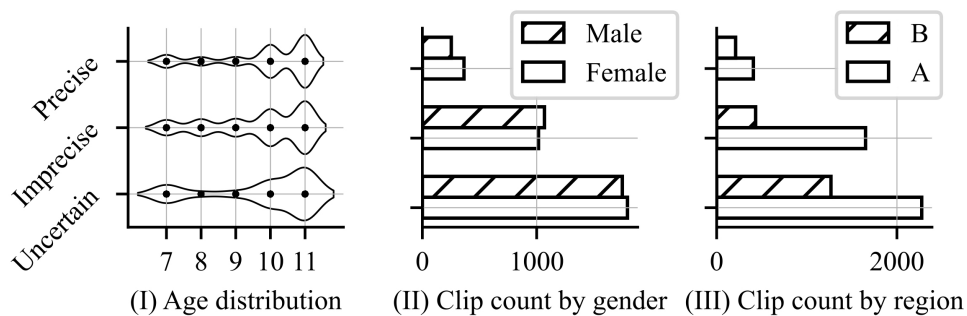 Precise
Imprecise
Uncertain
7 8 9 10 11
(I) Age distribution
Male
Female
0 1000
(II) Clip count by gender
B
A
0 2000
(III) Clip count by region